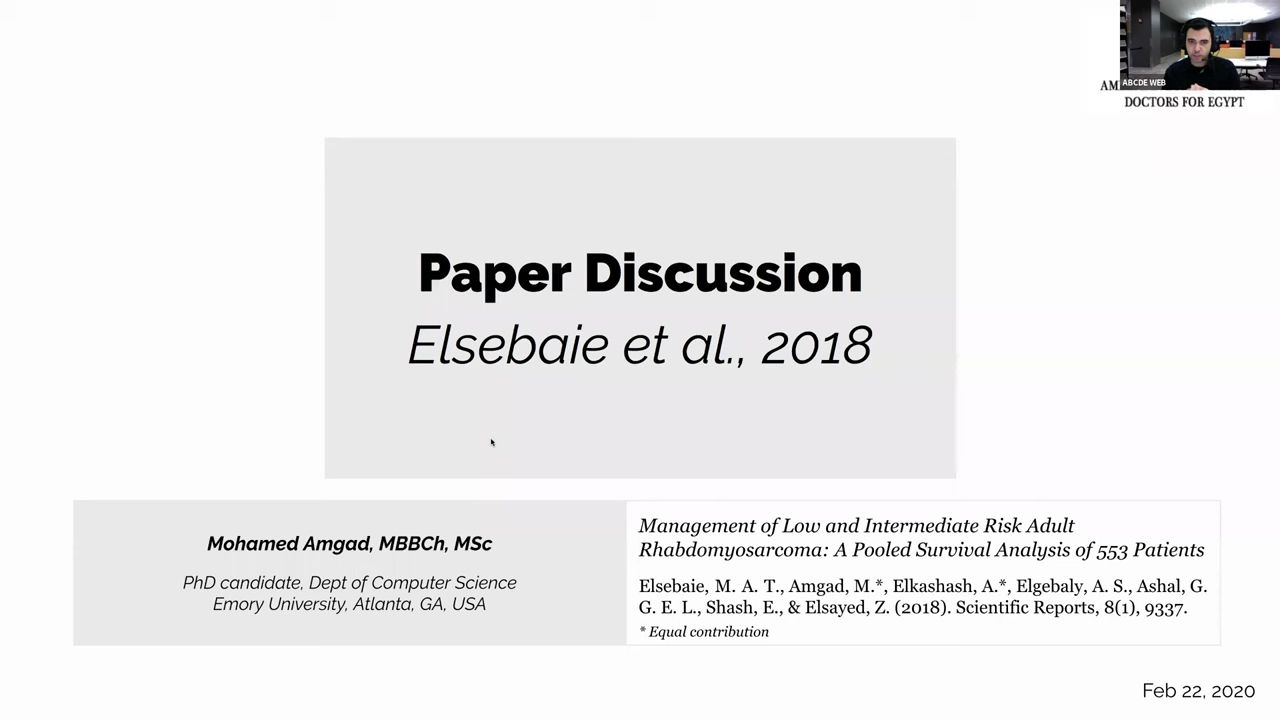 ABCDE WEB
AM
DOCTORS FOR EGYPT
Paper Discussion
Elsebaie et al., 2018
Mohamed Amgad, MBBCh, MSc
PhD candidate, Dept of Computer Science
Emory University, Atlanta, GA, USA
Management of Low and Intermediate Risk Adult
Rhabdomyosarcoma: A Pooled Survival Analysis of 553 Patients
Elsebaie, M. A. T., Amgad, M.*, Elkashash, A.*, Elgebaly, A. S., Ashal, G.
G. E. L., Shash, E., & Elsayed, Z. (2018). Scientific Reports, 8(1), 9337.
* Equal contribution
Feb 22, 2020